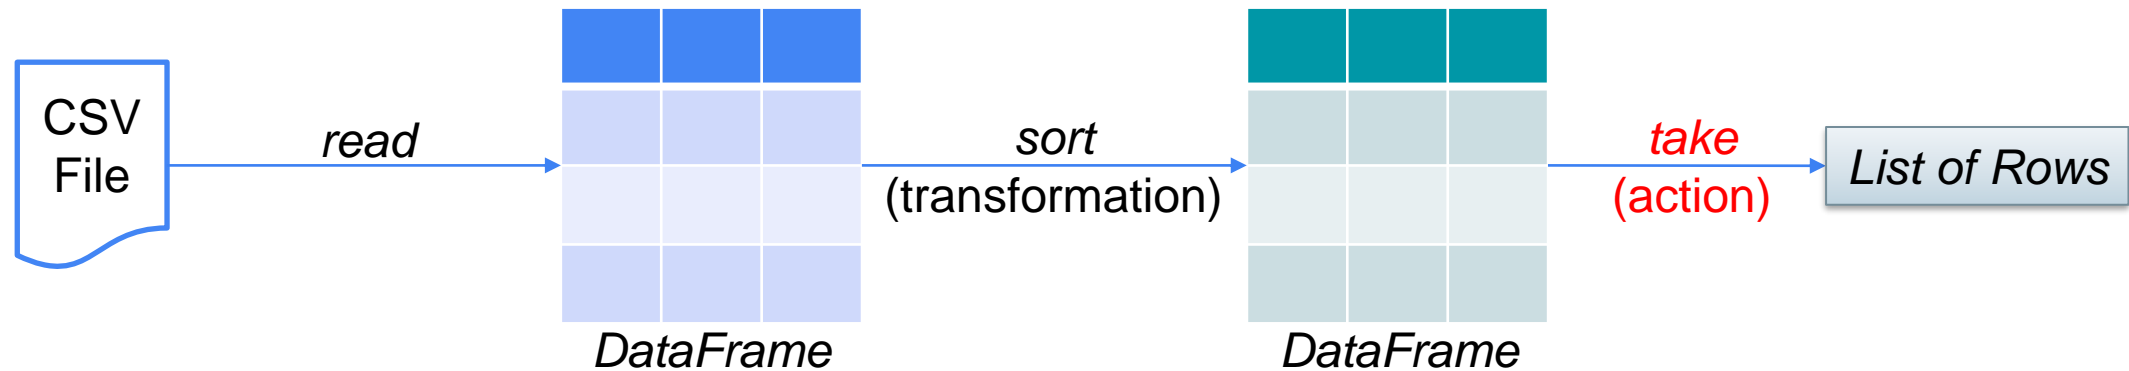 CSV
File
read
DataFrame
sort
(transformation)
DataFrame
take
(action)
List of Rows